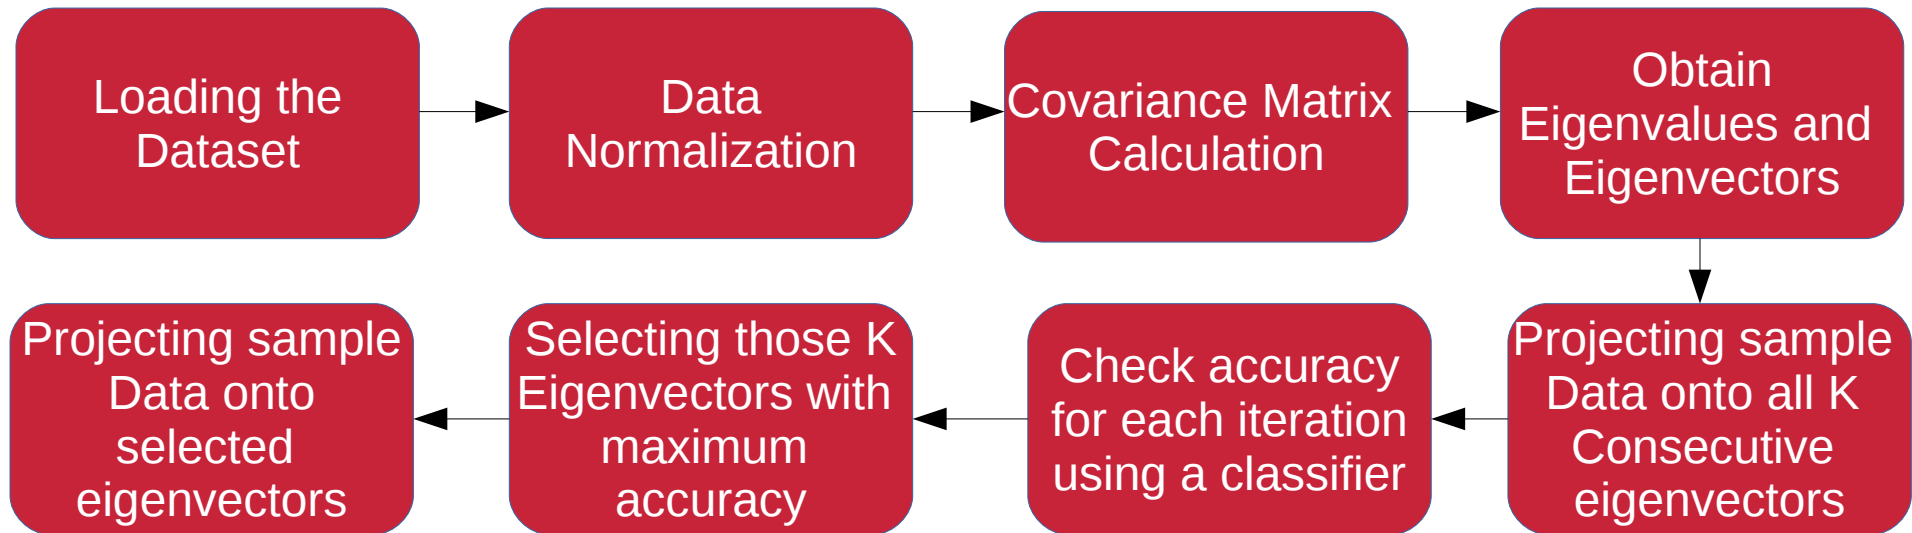 Loading the
Dataset
Data
Normalization
Covariance Matrix
Calculation
Obtain
Eigenvalues and
Eigenvectors
Projecting sample
Data onto all K
Consecutive
eigenvectors
Check accuracy
for each iteration
using a classifier
Selecting those K
Eigenvectors with
maximum
accuracy
Projecting sample
Data onto
selected
eigenvectors